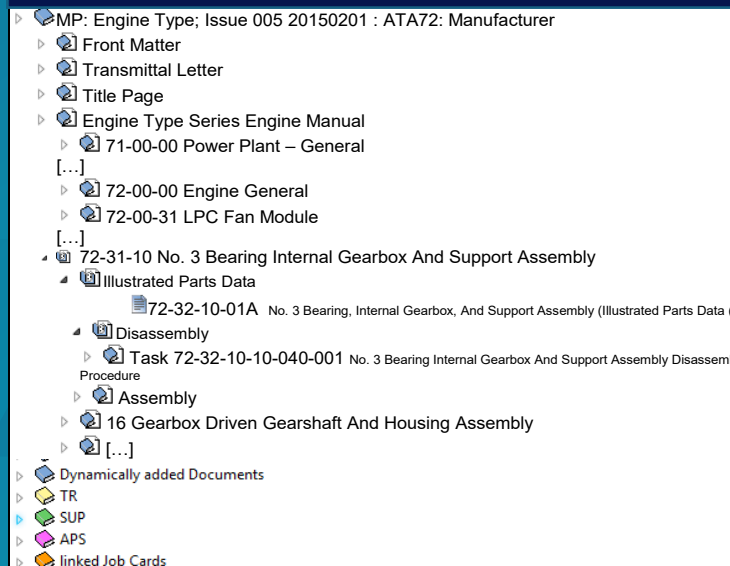 MP: Engine Type; Issue 005 20150201 : ATA72: Manufacturer
Front Matter
Transmittal Letter
Title Page
Engine Type Series Engine Manual
71-00-00 Power Plant – General
[…]
72-00-00 Engine General
72-00-31 LPC Fan Module
[…]
72-31-10 No. 3 Bearing Internal Gearbox And Support Assembly
Illustrated Parts Data
72-32-10-01A No. 3 Bearing, Internal Gearbox, And Support Assembly (Illustrated Parts Data (
Disassembly
Task 72-32-10-10-040-001 No. 3 Bearing Internal Gearbox And Support Assembly Disassem
Procedure
Assembly
16 Gearbox Driven Gearshaft And Housing Assembly
[…]
Dynamically added Documents
TR
SUP
APS
linked Job Cards